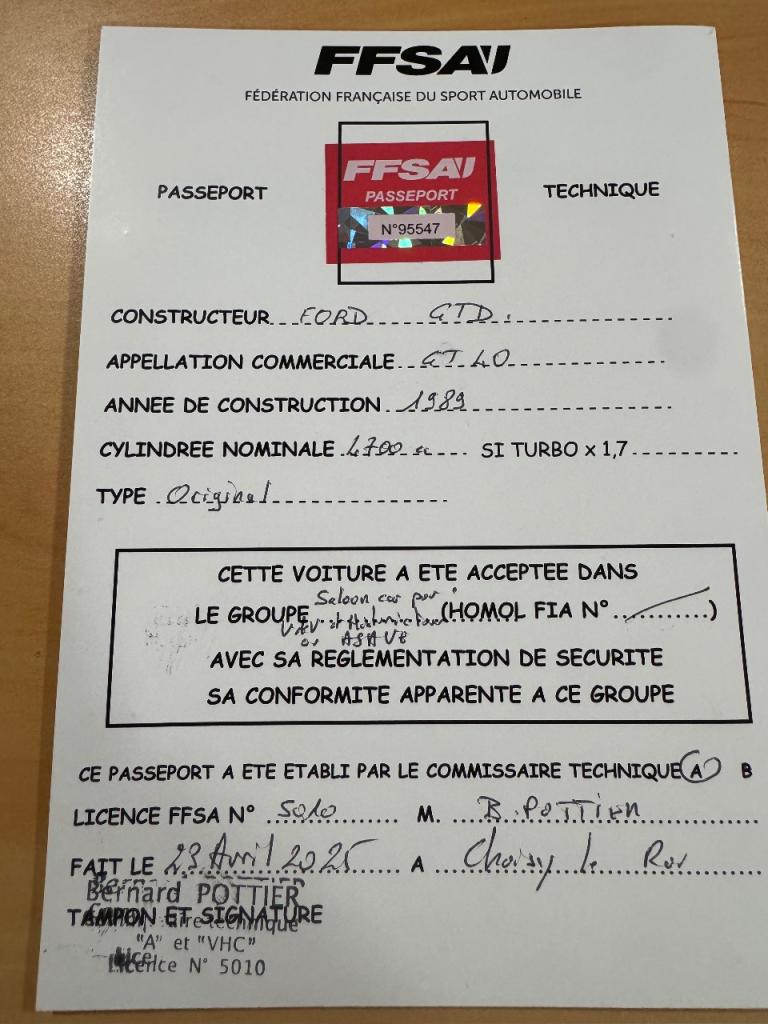 FFSA
FÉDÉRATION FRANÇAISE DU SPORT AUTOMOBILE
FFSA
PASSEPORT
N°95547
PASSEPORT TECHNIQUE
CONSTRUCTEUR FORD GTD.
APPELLATION COMMERCIALE GT 40
ANNEE DE CONSTRUCTION 1989
CYLINDREE NOMINALE 4700 cc SI TURBO x 1,7
TYPE Original
CETTE VOITURE A ETE ACCEPTEE DANS
Saloon car pour
LE GROUPE (HOMOL FIA N° )
ASAVE
AVEC SA REGLEMENTATION DE SECURITE
SA CONFORMITE APPARENTE A CE GROUPE
CE PASSEPORT A ETE ETABLI PAR LE COMMISSAIRE TECHNIQUE A B
LICENCE FFSA N° 5010 M. B. POTTIER
FAIT LE 23 Avril 2025 A Choisy le Roi
Bernard POTTIER
TAMPON ET SIGNATURE
technique
"A" et "VHC"
Licence N° 5010